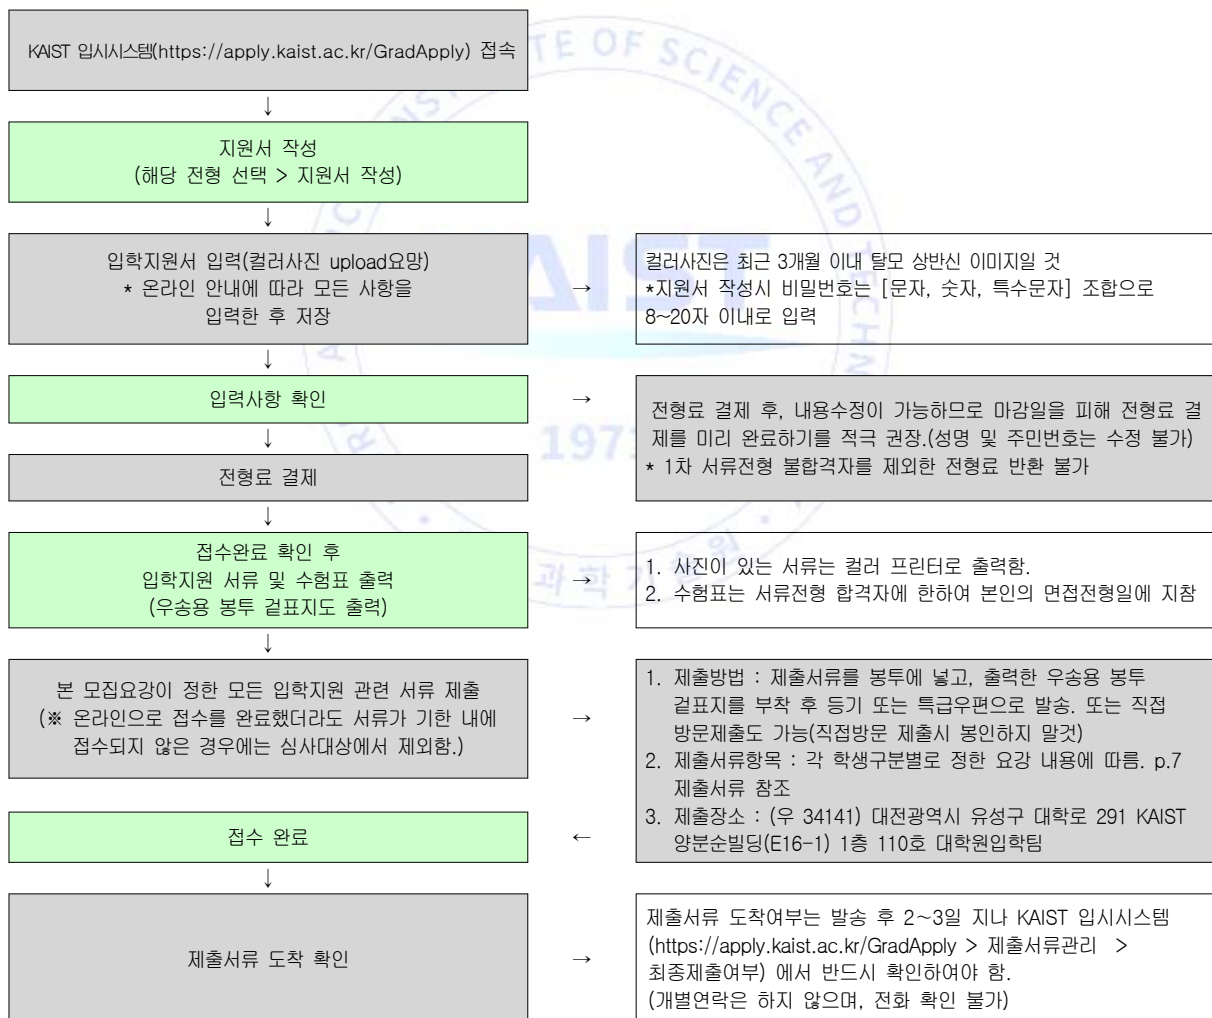 KAIST 입시시스템(https://apply.kaist.ac.kr/GradApply) 접속
↓
지원서 작성
(해당 전형 선택 > 지원서 작성)
↓
입학지원서 입력(컬러사진 upload요망)
* 온라인 안내에 따라 모든 사항을
입력한 후 저장
→
컬러사진은 최근 3개월 이내 탈모 상반신 이미지일 것
*지원서 작성시 비밀번호는 [문자, 숫자, 특수문자] 조합으로
8~20자 이내로 입력
↓
입력사항 확인
→
↓
전형료 결제
전형료 결제 후, 내용수정이 가능하므로 마감일을 피해 전형료 결
제를 미리 완료하기를 적극 권장.(성명 및 주민번호는 수정 불가)
* 1차 서류전형 불합격자를 제외한 전형료 반환 불가
↓
접수완료 확인 후
입학지원 서류 및 수험표 출력
(우송용 봉투 겉표지도 출력)
→
1. 사진이 있는 서류는 컬러 프린터로 출력함.
2. 수험표는 서류전형 합격자에 한하여 본인의 면접전형일에 지참
↓
본 모집요강이 정한 모든 입학지원 관련 서류 제출
(※ 온라인으로 접수를 완료했더라도 서류가 기한 내에
접수되지 않은 경우에는 심사대상에서 제외함.)
→
1. 제출방법 : 제출서류를 봉투에 넣고, 출력한 우송용 봉투
겉표지를 부착 후 등기 또는 특급우편으로 발송. 또는 직접
방문제출도 가능(직접방문 제출시 봉인하지 말것)
2. 제출서류항목 : 각 학생구분별로 정한 요강 내용에 따름. p.7
제출서류 참조
3. 제출장소 : (우 34141) 대전광역시 유성구 대학로 291 KAIST
양분순빌딩(E16-1) 1층 110호 대학원입학팀
접수 완료
←
↓
제출서류 도착 확인
→
제출서류 도착여부는 발송 후 2~3일 지나 KAIST 입시시스템
(https://apply.kaist.ac.kr/GradApply > 제출서류관리 >
최종제출여부) 에서 반드시 확인하여야 함.
(개별연락은 하지 않으며, 전화 확인 불가)